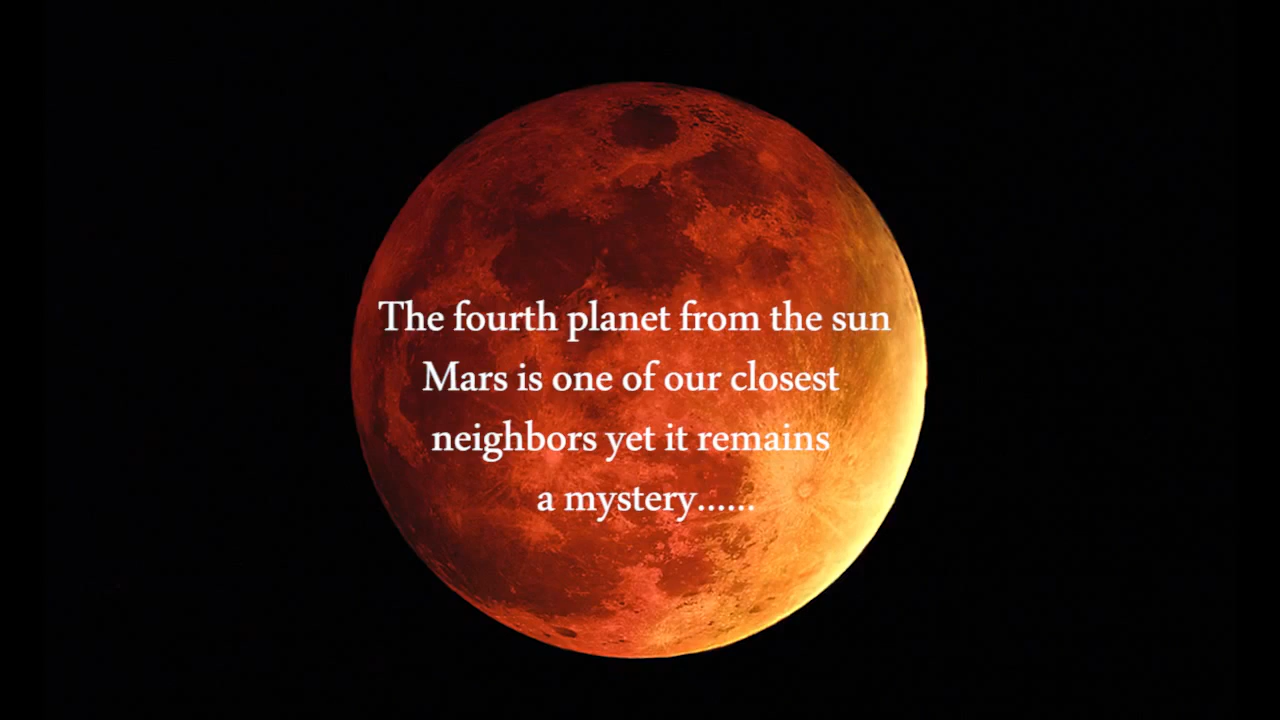 The fourth planet from the sun
Mars is one of our closest
neighbors yet it remains
a mystery......